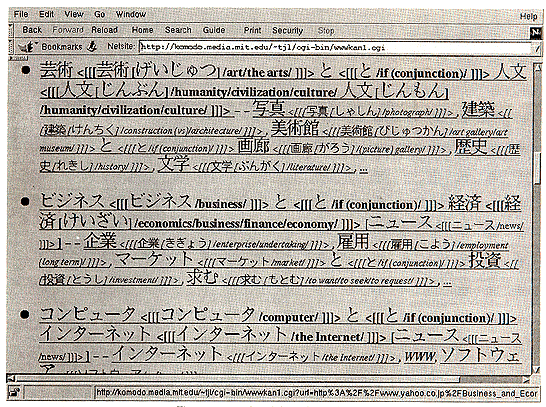 File Edit View Go Window Help
Back Forward Reload Home Search Guide Print Security Stop
Bookmarks Netsite: http://komodo.media.mit.edu/~tjl/cgi-bin/wwwkan1.cgi
● 芸術 <[[[芸術 [げいじゅつ] /art/the arts/ ]]]> と <[[[と /if (conjunction)/ ]]]> 人文
<[[[人文 [じんぶん] /humanity/civilization/culture/ 人文 [じんもん]
/humanity/civilization/culture/ ]]]> -- 写真 <[[[写真 [しゃしん] /photograph/ ]]]>, 建築 <[[
[建築 [けんちく] /construction (vs)/architecture/ ]]]>, 美術館 <[[[美術館 [びじゅつかん] /art gallery/art
museum/ ]]]> と <[[[と /if (conjunction)/ ]]]> 画廊 <[[[画廊 [がろう] /(picture) gallery/ ]]]>, 歴史 <[[[歴
史 [れきし] /history/ ]]]>, 文学 <[[[文学 [ぶんがく] /literature/ ]]]>, ...
● ビジネス <[[[ビジネス /business/ ]]]> と <[[[と /if (conjunction)/ ]]]> 経済 <[[[経
済 [けいざい] /economics/business/finance/economy/ ]]]> [ニュース <[[[ニュース /news/
]]]>] -- 企業 <[[[企業 [きぎょう] /enterprise/undertaking/ ]]]>, 雇用 <[[[雇用 [こよう] /employment
(long term)/ ]]]>, マーケット <[[[マーケット /market/ ]]]> と <[[[と /if (conjunction)/ ]]]> 投資 <[[
[投資 [とうし] /investment/ ]]]>, 求む <[[[求む [もとむ] /to want/to seek/to request/ ]]]>, ...
● コンピュータ <[[[コンピュータ /computer/ ]]]> と <[[[と /if (conjunction)/ ]]]>
インターネット <[[[インターネット /the Internet/ ]]]> [ニュース <[[[ニュース
/news/ ]]]>] -- インターネット <[[[インターネット /the Internet/ ]]]>, WWW, ソフトウェ
ア
http://komodo.media.mit.edu/~tjl/cgi-bin/wwwkan1.cgi?url=http%3A%2F%2Fwww.yahoo.co.jp%2FBusiness_and_Econ